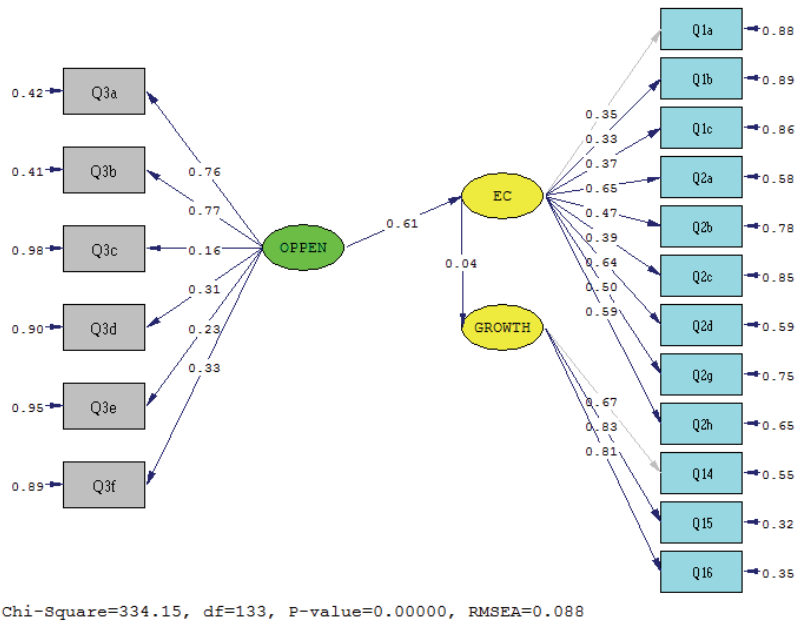 Q1a 0.88
Q1b 0.89
Q1c 0.86
Q2a 0.58
Q2b 0.78
Q2c 0.85
Q2d 0.59
Q2g 0.75
Q2h 0.65
Q14 0.55
Q15 0.32
Q16 0.35
0.42 Q3a
0.41 Q3b
0.98 Q3c
0.90 Q3d
0.95 Q3e
0.89 Q3f
0.76
0.77
0.16
0.31
0.23
0.33
OPPEN
0.61
EC
0.04
GROWTH
0.35
0.33
0.37
0.65
0.47
0.39
0.64
0.50
0.59
0.67
0.83
0.81
Chi-Square=334.15, df=133, P-value=0.00000, RMSEA=0.088